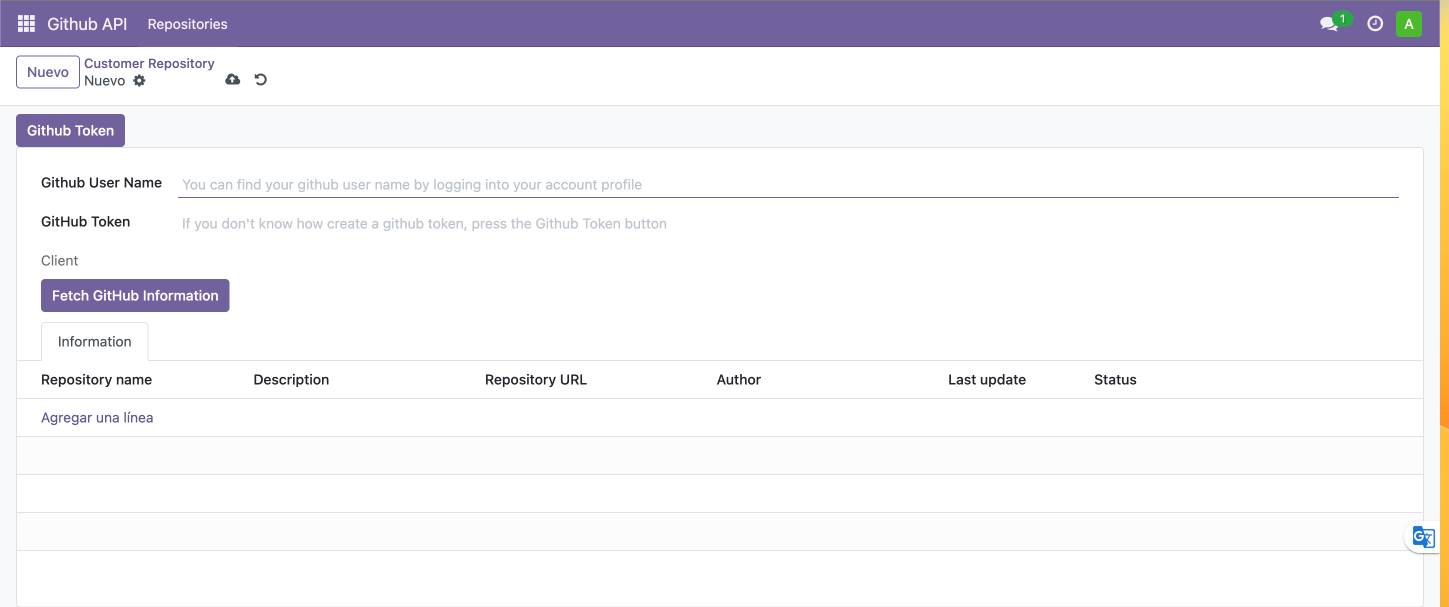 Github API Repositories 1 A
Nuevo Customer Repository
Nuevo
Github Token
Github User Name You can find your github user name by logging into your account profile
GitHub Token If you don't know how create a github token, press the Github Token button
Client
Fetch GitHub Information
Information
Repository name Description Repository URL Author Last update Status
Agregar una línea
G